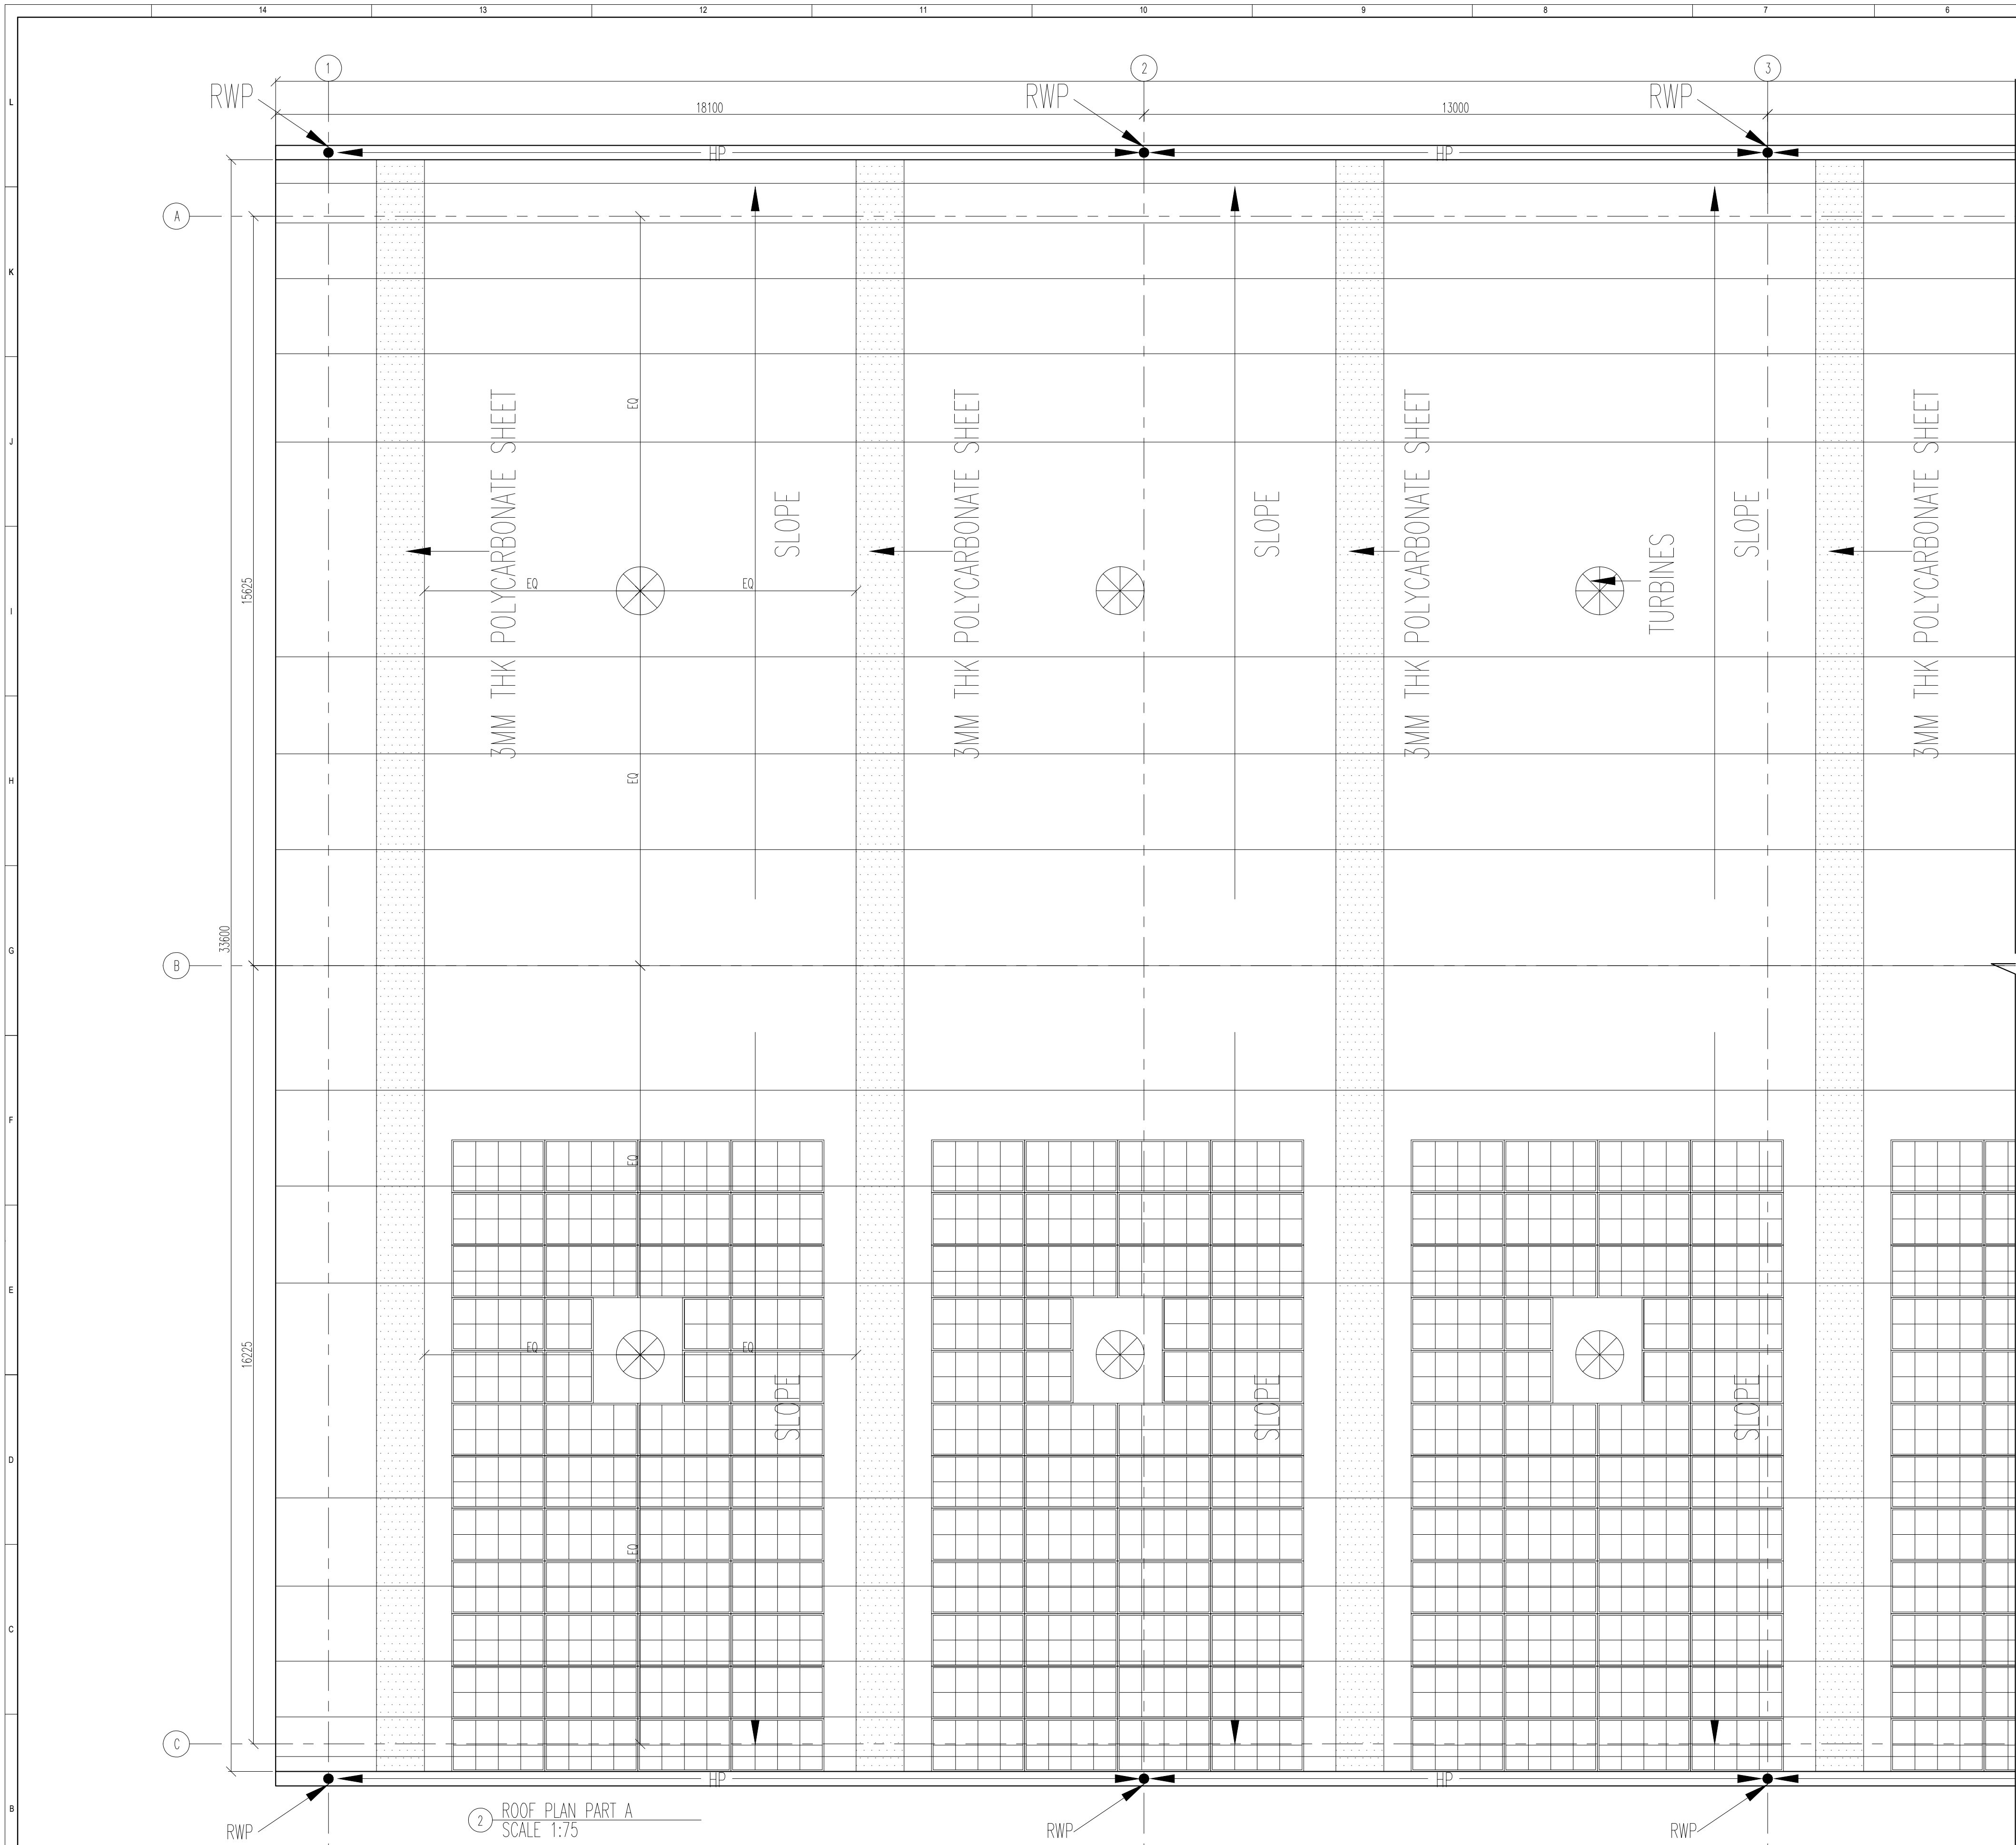 14 13 12 11 10 9 8 7 6
1 2 3
RWP RWP RWP
18100 13000
HP HP
L
A
K
J
3MM THK POLYCARBONATE SHEET
3MM THK POLYCARBONATE SHEET
3MM THK POLYCARBONATE SHEET
3MM THK POLYCARBONATE SHEET
EQ
SLOPE
SLOPE
SLOPE
TURBINES
15625
EQ EQ
I
H
EQ
33600
G
B
F
EQ
E
16225
EQ EQ
SLOPE
SLOPE
SLOPE
D
EQ
C
C
HP HP
B
RWP RWP RWP
2
ROOF PLAN PART A
SCALE 1:75